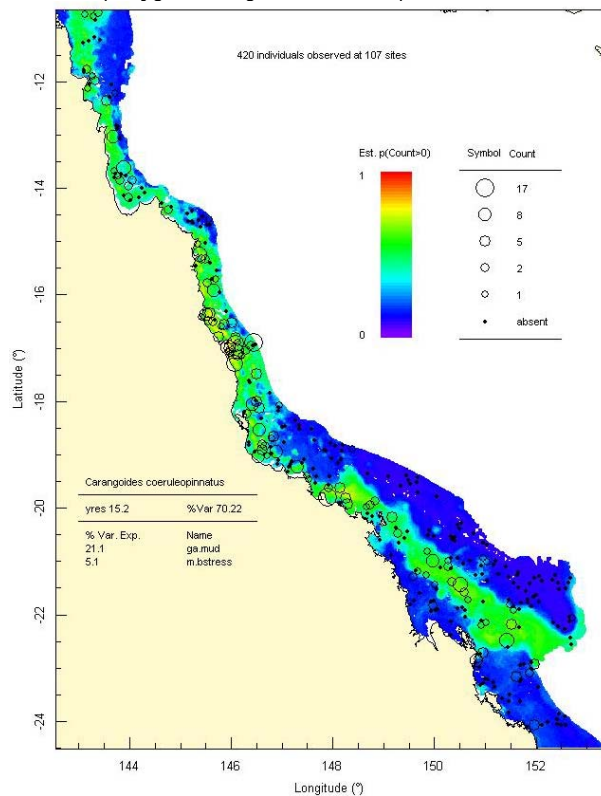 420 individuals observed at 107 sites
Est. p(Count>0)
1
0
Symbol Count
17
8
5
2
1
absent
-12
-14
-16
-18
-20
-22
-24
Latitude (°)
Carangoides coeruleopinnatus
yres 15.2 %Var 70.22
% Var. Exp. Name
21.1 ga.mud
5.1 m.bstress
144 146 148 150 152
Longitude (°)